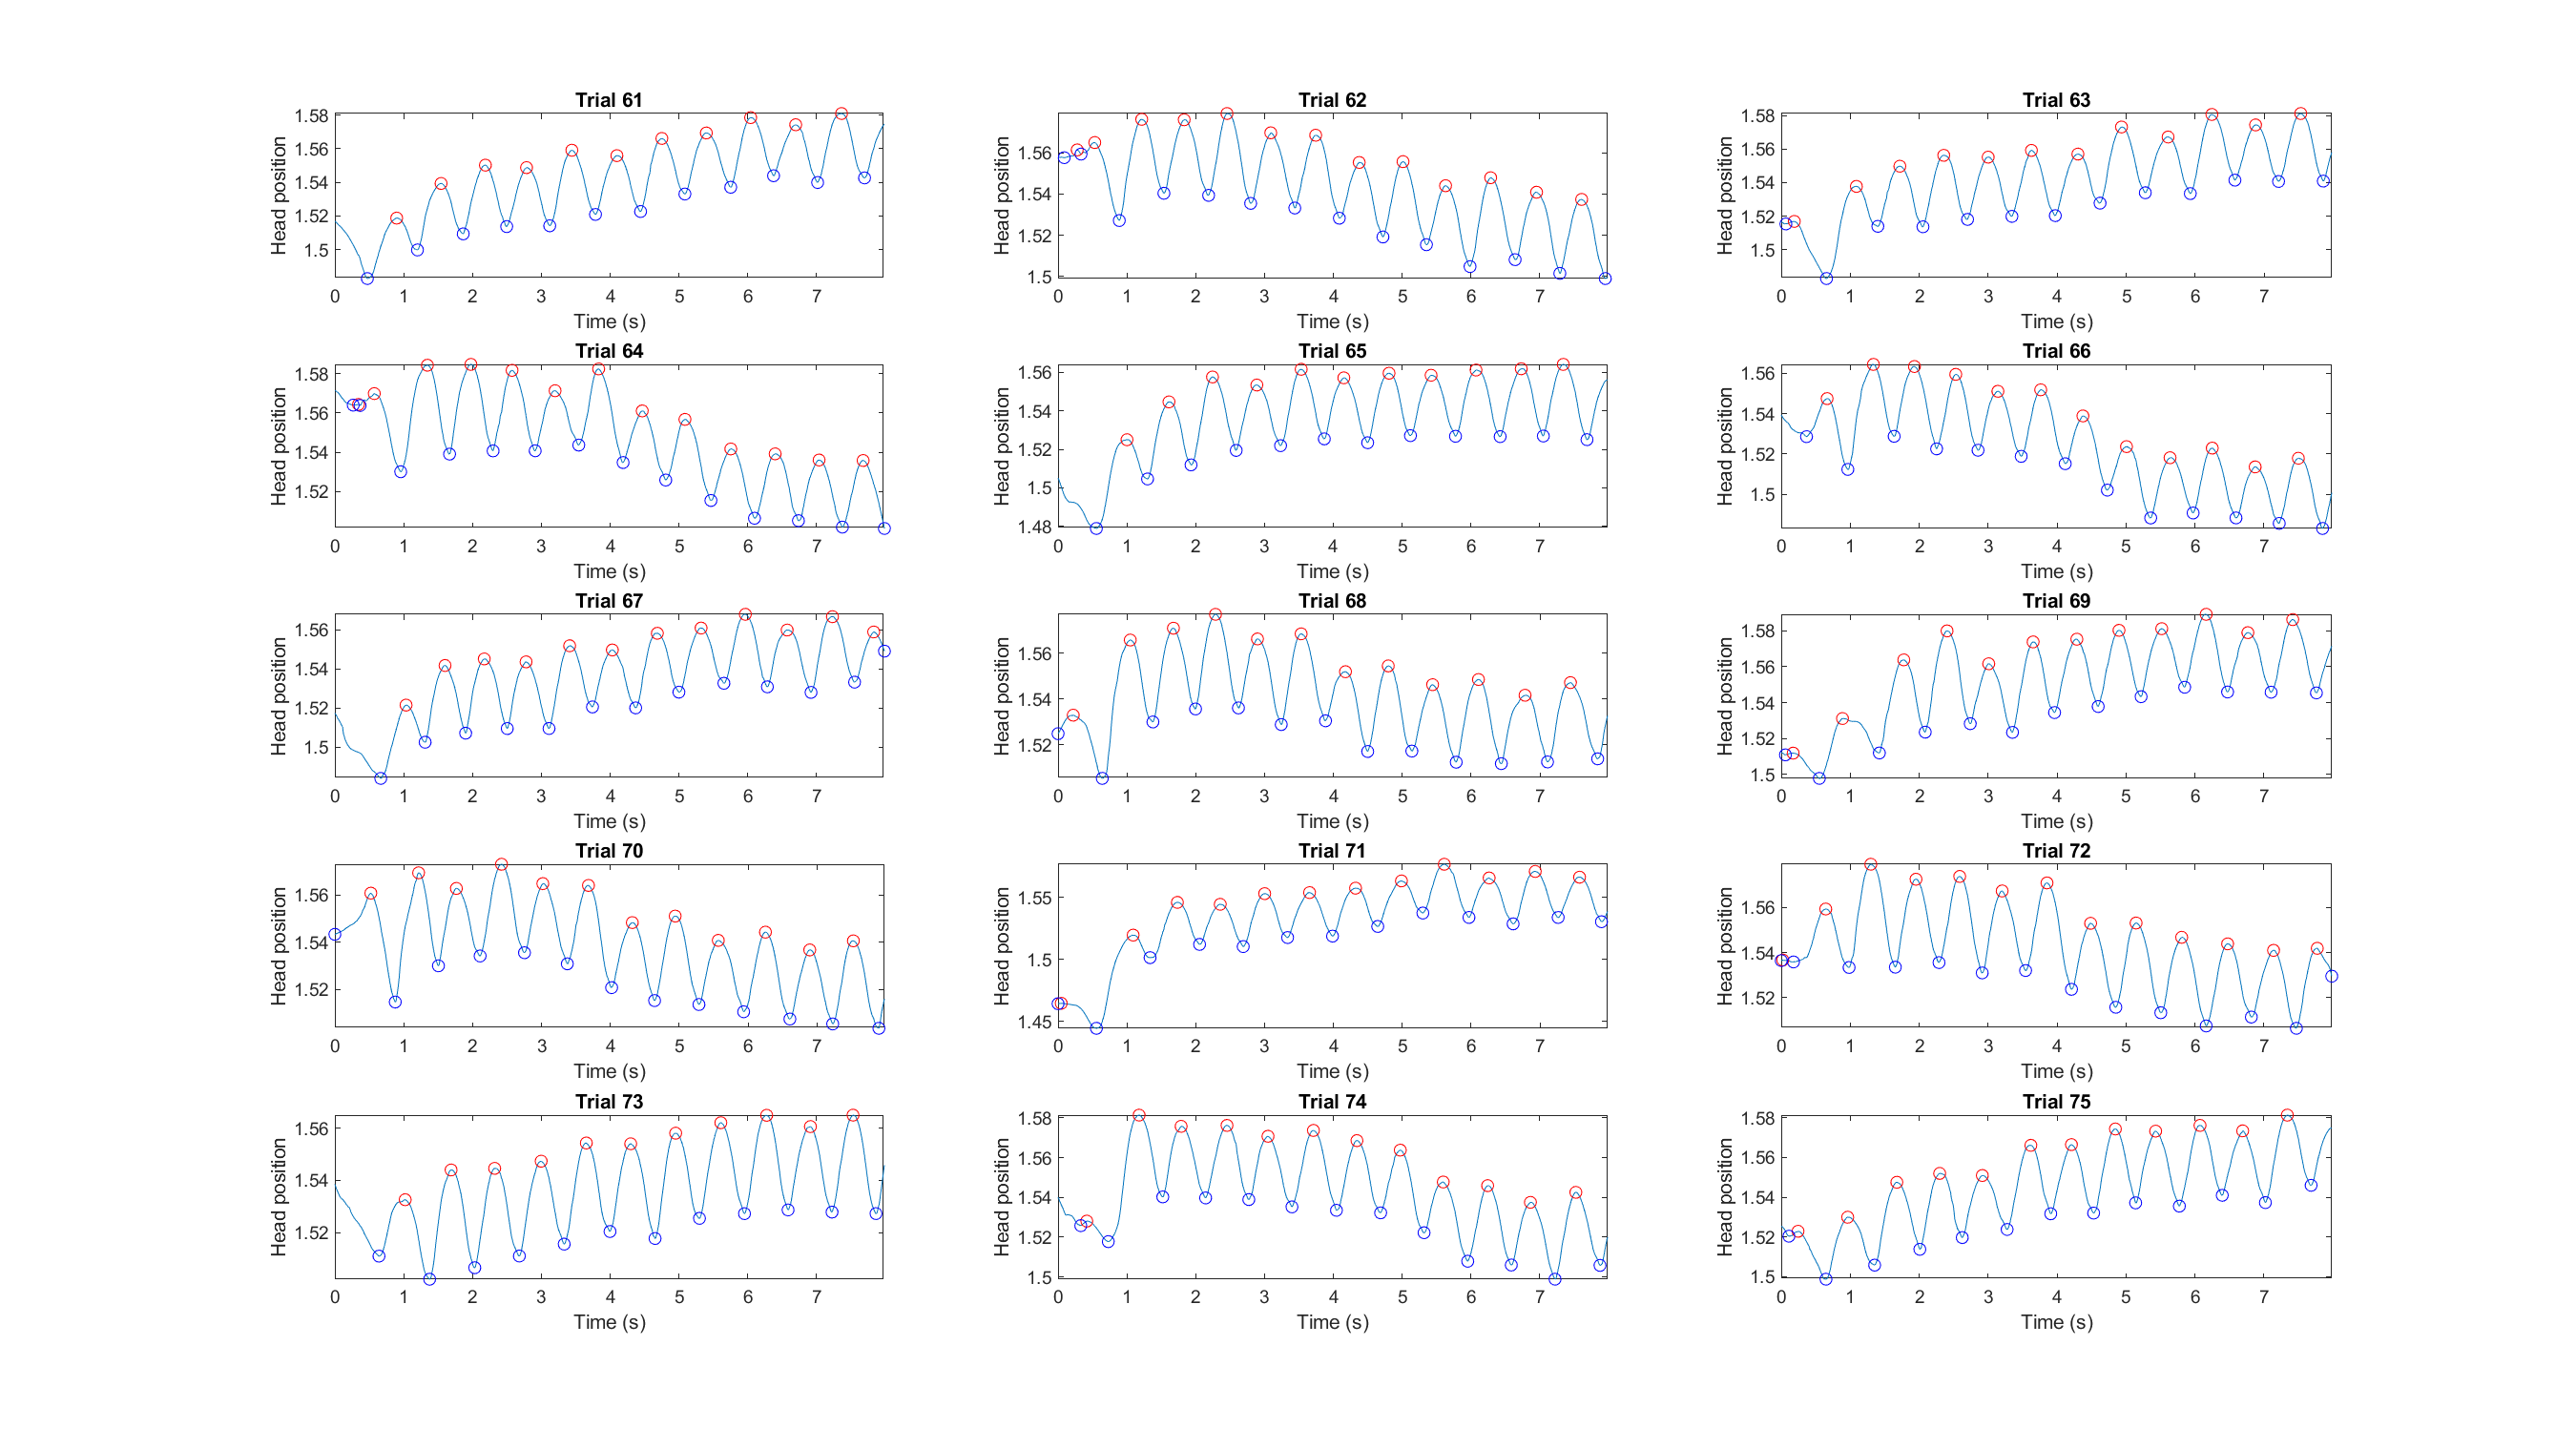 Trial 61
Head position
1.58
1.56
1.54
1.52
1.5
0 1 2 3 4 5 6 7
Time (s)
Trial 62
Head position
1.56
1.54
1.52
1.5
0 1 2 3 4 5 6 7
Time (s)
Trial 63
Head position
1.58
1.56
1.54
1.52
1.5
0 1 2 3 4 5 6 7
Time (s)
Trial 64
Head position
1.58
1.56
1.54
1.52
0 1 2 3 4 5 6 7
Time (s)
Trial 65
Head position
1.56
1.54
1.52
1.5
1.48
0 1 2 3 4 5 6 7
Time (s)
Trial 66
Head position
1.56
1.54
1.52
1.5
0 1 2 3 4 5 6 7
Time (s)
Trial 67
Head position
1.56
1.54
1.52
1.5
0 1 2 3 4 5 6 7
Time (s)
Trial 68
Head position
1.56
1.54
1.52
0 1 2 3 4 5 6 7
Time (s)
Trial 69
Head position
1.58
1.56
1.54
1.52
1.5
0 1 2 3 4 5 6 7
Time (s)
Trial 70
Head position
1.56
1.54
1.52
0 1 2 3 4 5 6 7
Time (s)
Trial 71
Head position
1.55
1.5
1.45
0 1 2 3 4 5 6 7
Time (s)
Trial 72
Head position
1.56
1.54
1.52
0 1 2 3 4 5 6 7
Time (s)
Trial 73
Head position
1.56
1.54
1.52
0 1 2 3 4 5 6 7
Time (s)
Trial 74
Head position
1.58
1.56
1.54
1.52
1.5
0 1 2 3 4 5 6 7
Time (s)
Trial 75
Head position
1.58
1.56
1.54
1.52
1.5
0 1 2 3 4 5 6 7
Time (s)